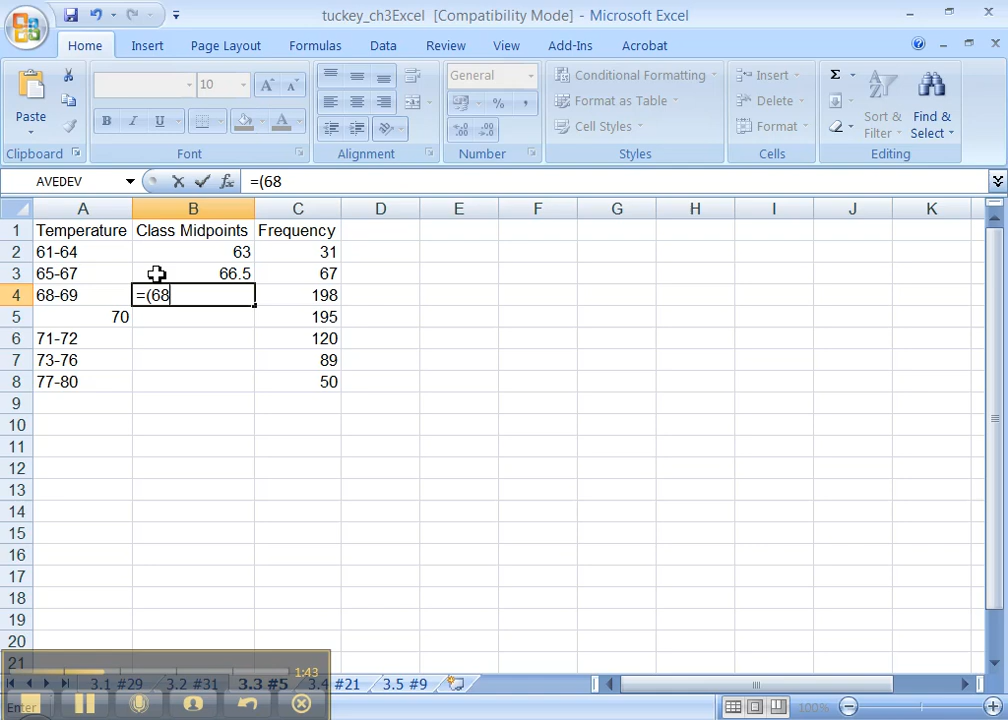 tuckey_ch3Excel [Compatibility Mode] - Microsoft Excel
Home Insert Page Layout Formulas Data Review View Add-Ins Acrobat
Paste
10
General
Conditional Formatting
Format as Table
Cell Styles
Insert
Delete
Format
Σ
Sort & Filter
Find & Select
Clipboard Font Alignment Number Styles Cells Editing
AVEDEV =(68
A B C D E F G H I J K
1 Temperature Class Midpoints Frequency
2 61-64 63 31
3 65-67 66.5 67
4 68-69 =(68 198
5 70 195
6 71-72 120
7 73-76 89
8 77-80 50
9
10
11
12
13
14
15
16
17
18
19
20
21
1:43
3.1 #29 3.2 #31 3.3 #5 3.4 #21 3.5 #9
Enter 100%